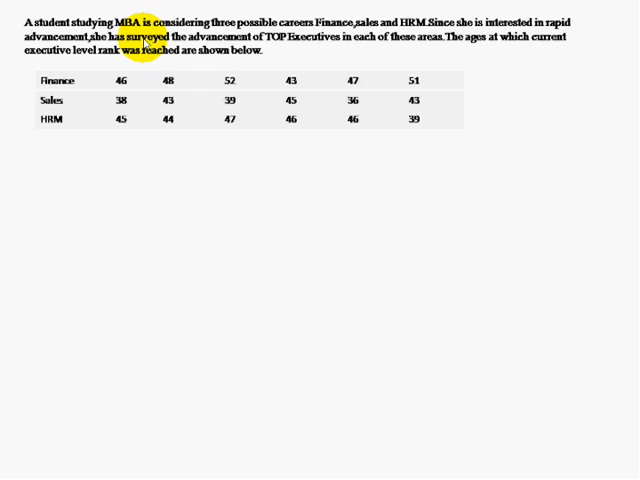 A student studying MBA is considering three possible careers Finance,sales and HRM.Since she is interested in rapid
advancement,she has surveyed the advancement of TOP Executives in each of these areas.The ages at which current
executive level rank was reached are shown below.
Finance 46 48 52 43 47 51
Sales 38 43 39 45 36 43
HRM 45 44 47 46 46 39